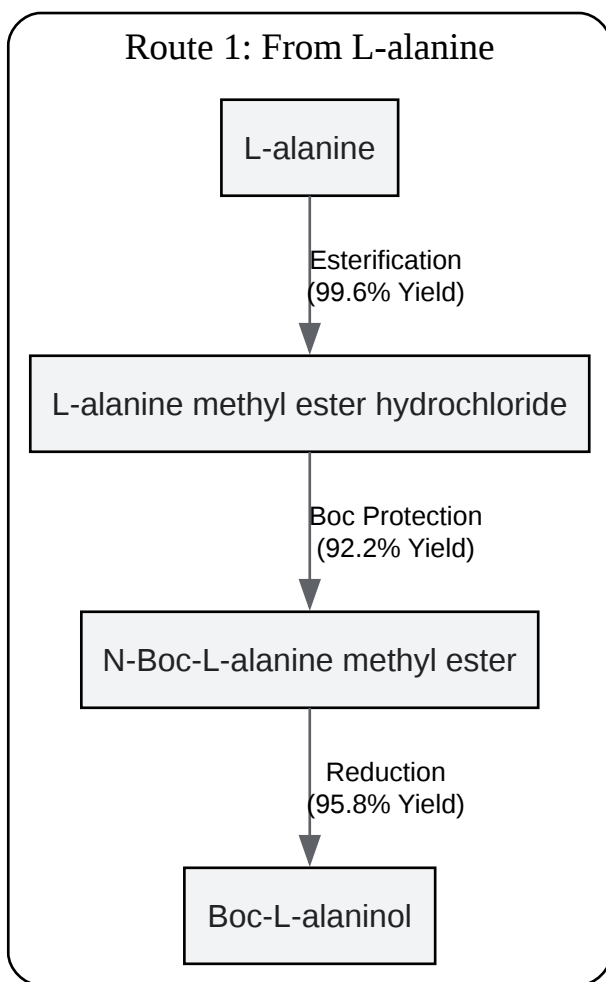 Route 1: From L-alanine
L-alanine
Esterification
(99.6% Yield)
L-alanine methyl ester hydrochloride
Boc Protection
(92.2% Yield)
N-Boc-L-alanine methyl ester
Reduction
(95.8% Yield)
Boc-L-alaninol